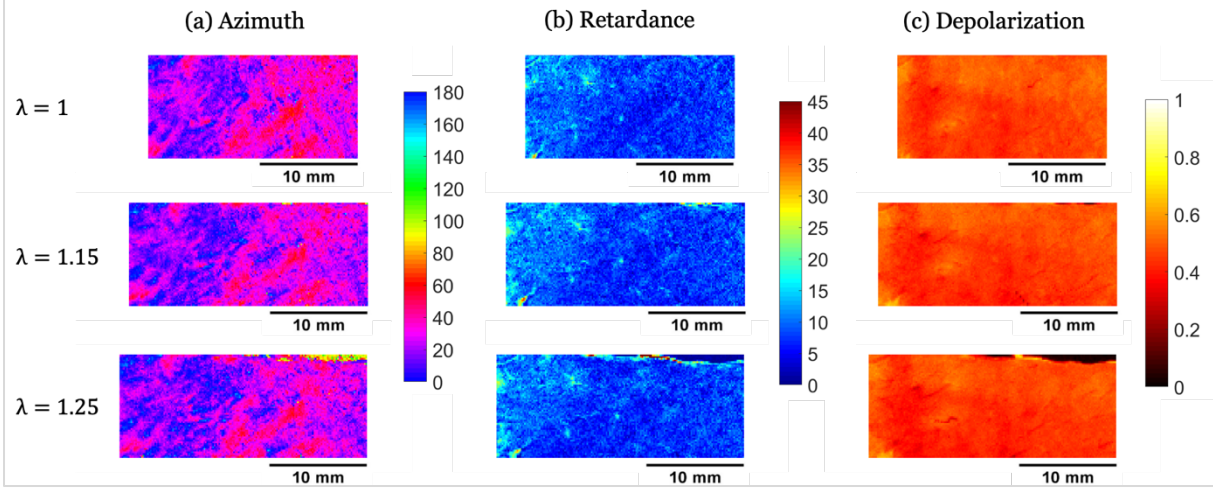 (a) Azimuth
(b) Retardance
(c) Depolarization
λ = 1
10 mm
10 mm
10 mm
λ = 1.15
10 mm
10 mm
10 mm
λ = 1.25
10 mm
10 mm
10 mm
180
160
140
120
100
80
60
40
20
0
45
40
35
30
25
20
15
10
5
0
1
0.8
0.6
0.4
0.2
0